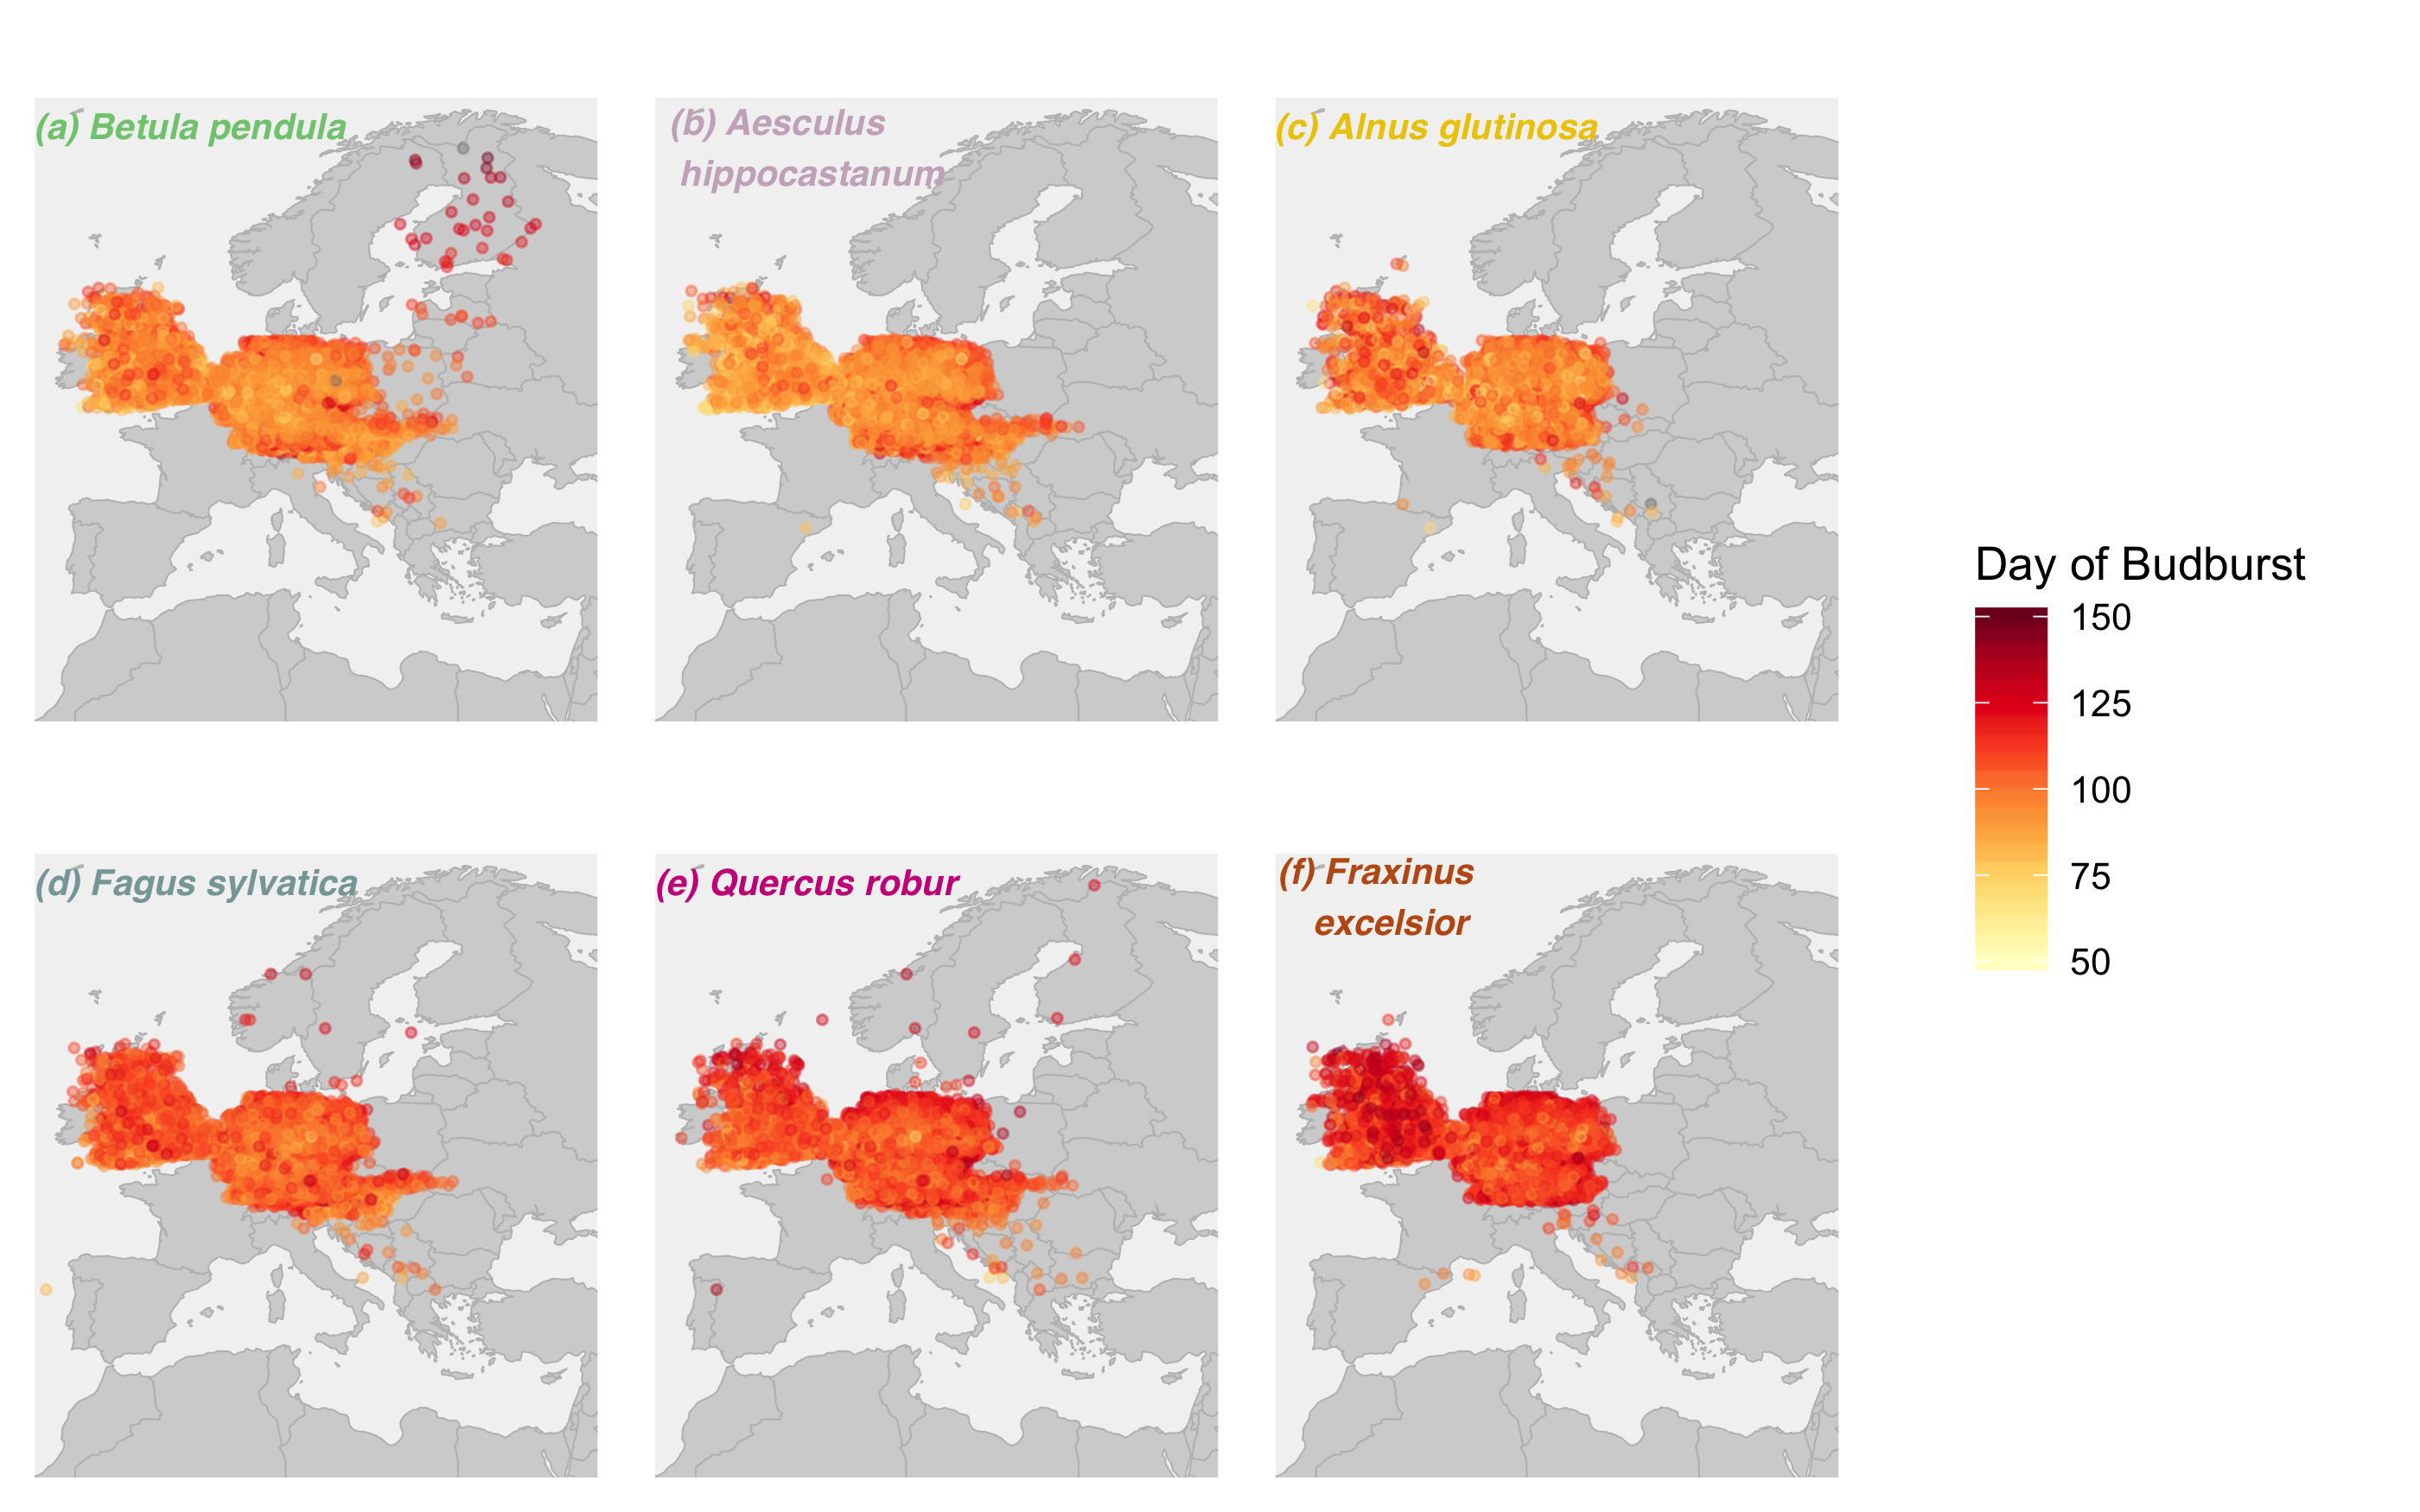 (a) Betula pendula
(b) Aesculus
hippocastanum
(c) Alnus glutinosa
(d) Fagus sylvatica
(e) Quercus robur
(f) Fraxinus
excelsior
Day of Budburst
150
125
100
75
50